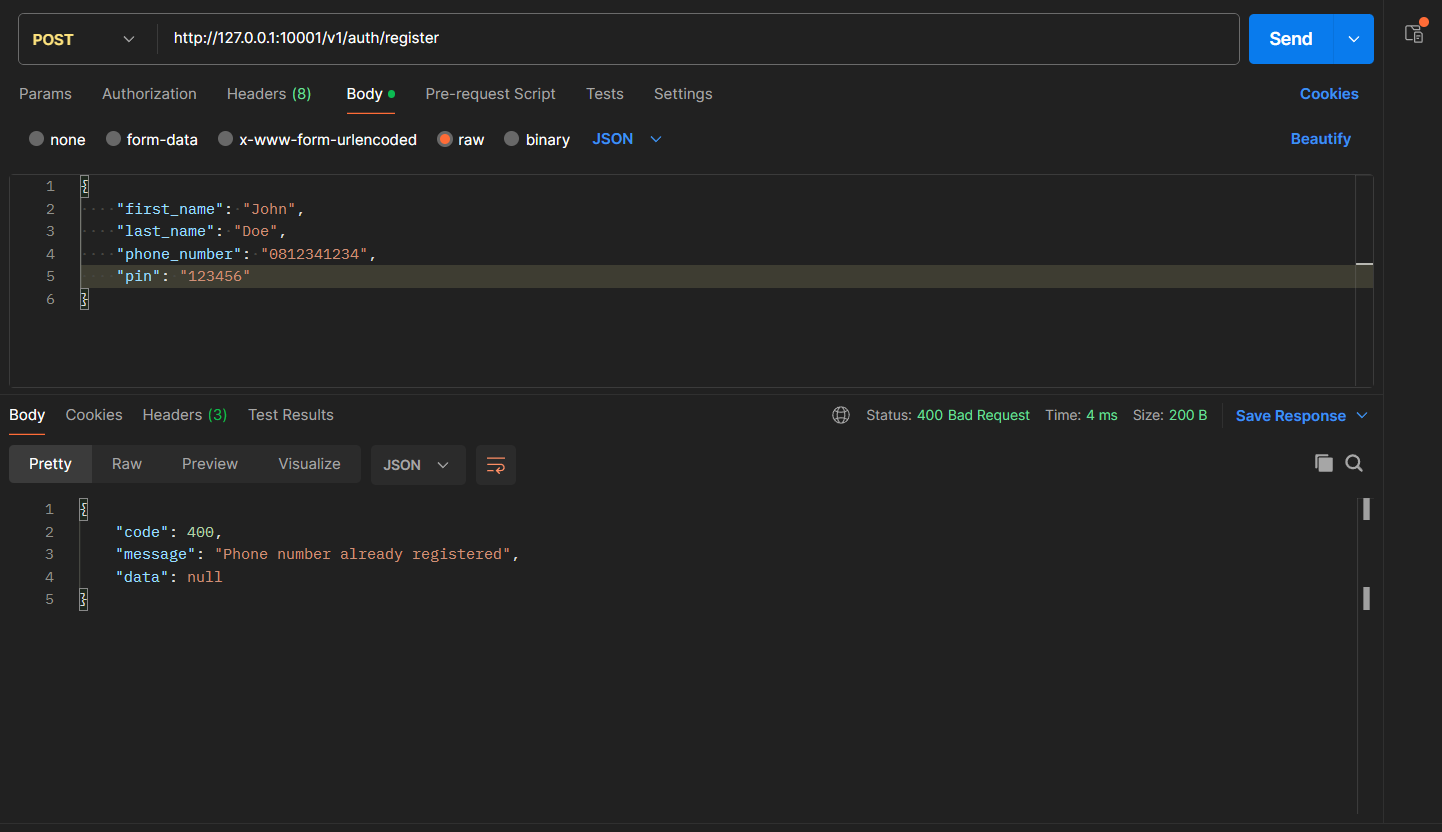 POST http://127.0.0.1:10001/v1/auth/register Send
Params Authorization Headers (8) Body Pre-request Script Tests Settings Cookies
none form-data x-www-form-urlencoded raw binary JSON Beautify
1 {
2 "first_name": "John",
3 "last_name": "Doe",
4 "phone_number": "0812341234",
5 "pin": "123456"
6 }
Body Cookies Headers (3) Test Results Status: 400 Bad Request Time: 4 ms Size: 200 B Save Response
Pretty Raw Preview Visualize JSON
1 {
2 "code": 400,
3 "message": "Phone number already registered",
4 "data": null
5 }